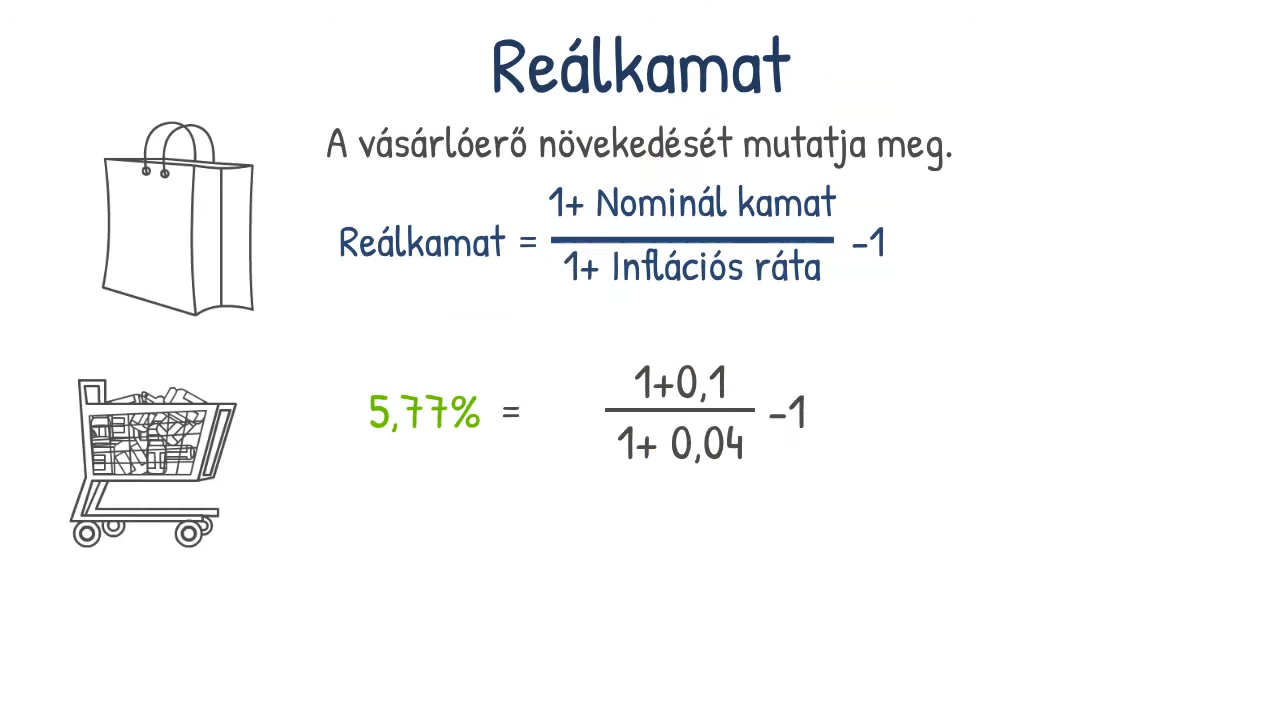 Reálkamat
A vásárlóerő növekedését mutatja meg.
1+ Nominál kamat
Reálkamat = -1
1+ Inflációs ráta
1+0,1
5,77% = -1
1+ 0,04